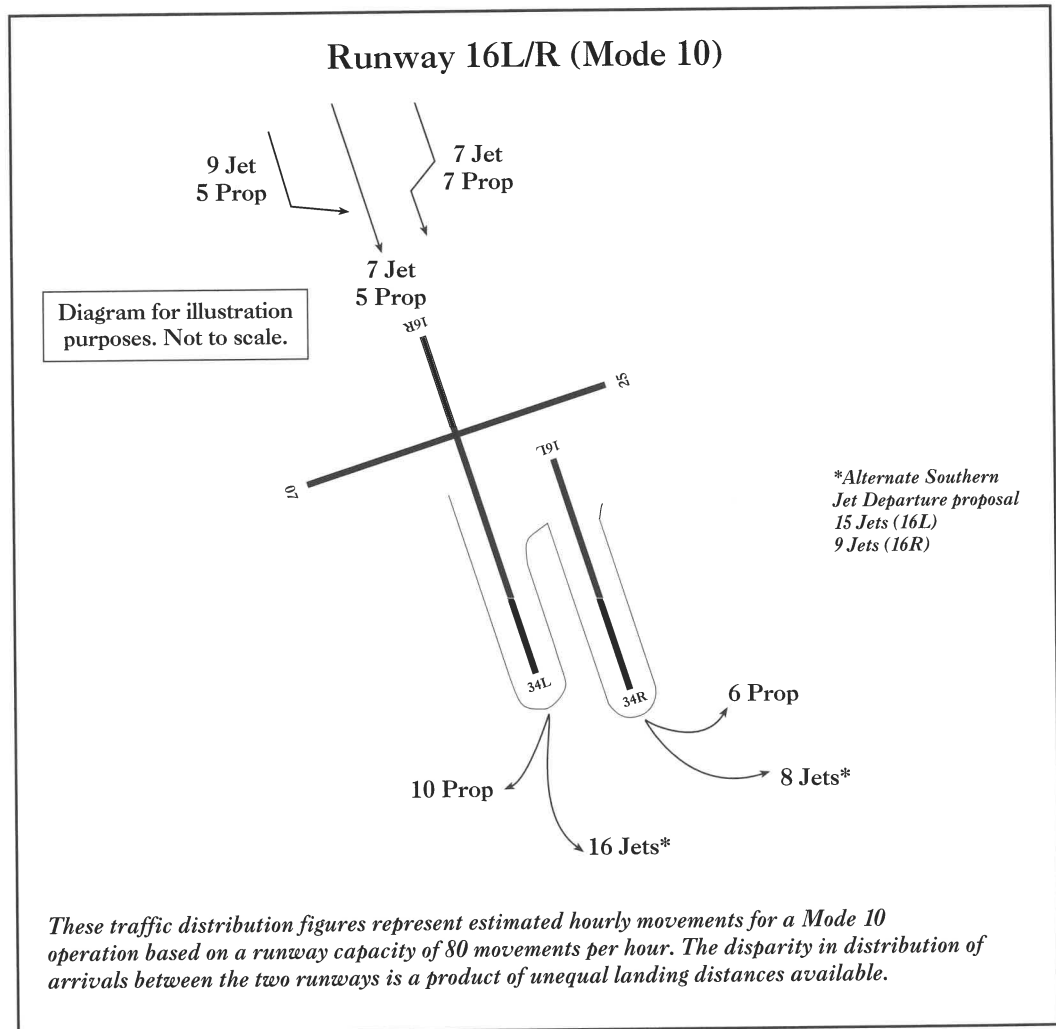 Runway 16L/R (Mode 10)
9 Jet
5 Prop
7 Jet
7 Prop
7 Jet
5 Prop
Diagram for illustration
purposes. Not to scale.
16R
25
16L
07
*Alternate Southern
Jet Departure proposal
15 Jets (16L)
9 Jets (16R)
34L
34R
6 Prop
8 Jets*
10 Prop
16 Jets*
These traffic distribution figures represent estimated hourly movements for a Mode 10
operation based on a runway capacity of 80 movements per hour. The disparity in distribution of
arrivals between the two runways is a product of unequal landing distances available.